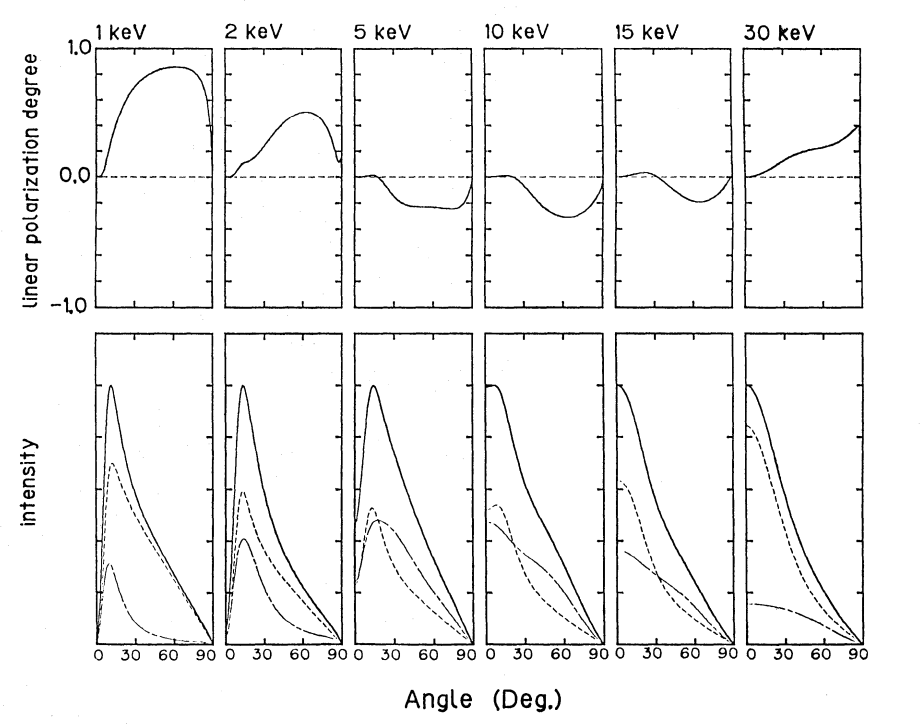 1 keV 2 keV 5 keV 10 keV 15 keV 30 keV
1.0
0.0
-1.0
linear polarization degree
intensity
0 30 60 90 0 30 60 90 0 30 60 90 0 30 60 90 0 30 60 90 0 30 60 90
Angle (Deg.)